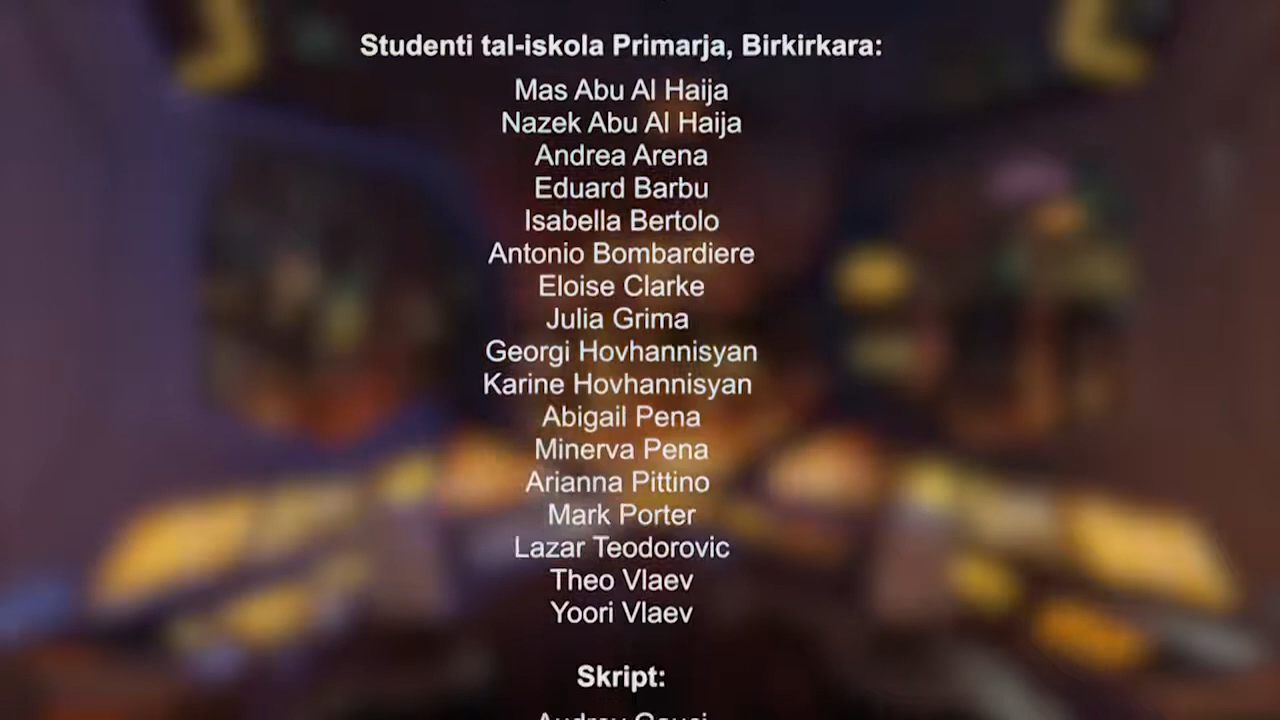 Studenti tal-iskola Primarja, Birkirkara:
Mas Abu Al Haija
Nazek Abu Al Haija
Andrea Arena
Eduard Barbu
Isabella Bertolo
Antonio Bombardiere
Eloise Clarke
Julia Grima
Georgi Hovhannisyan
Karine Hovhannisyan
Abigail Pena
Minerva Pena
Arianna Pittino
Mark Porter
Lazar Teodorovic
Theo Vlaev
Yoori Vlaev
Skript: